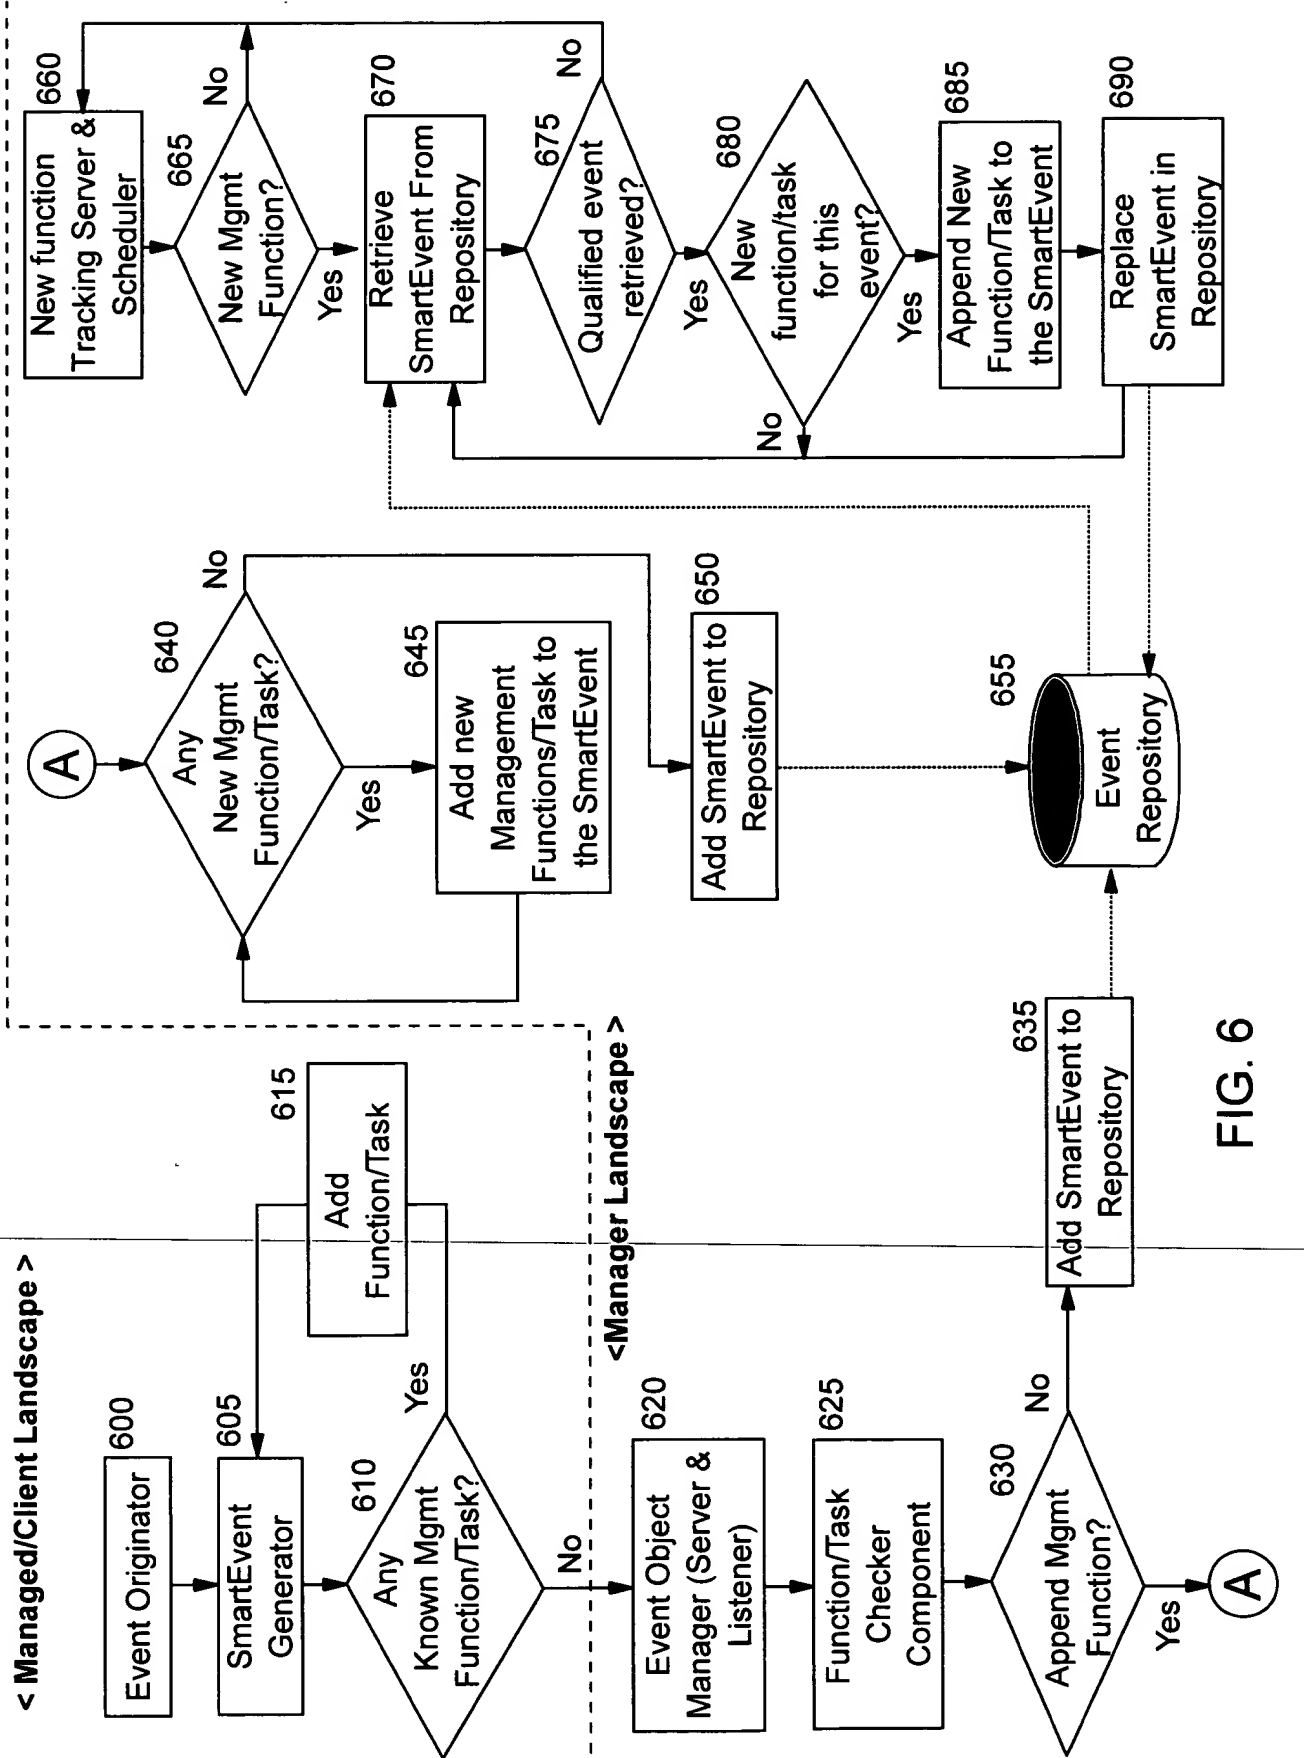 < Managed/Client Landscape >
600
Event Originator
605
SmartEvent
Generator
610
Any
Known Mgmt
Function/Task?
Yes
No
615
Add
Function/Task
<Manager Landscape >
620
Event Object
Manager (Server &
Listener)
625
Function/Task
Checker
Component
630
Append Mgmt
Function?
No
Yes
A
635
Add SmartEvent to
Repository
A
640
Any
New Mgmt
Function/Task?
No
Yes
645
Add new
Management
Functions/Task to
the SmartEvent
650
Add SmartEvent to
Repository
655
Event
Repository
660
New function
Tracking Server &
Scheduler
665
New Mgmt
Function?
No
Yes
670
Retrieve
SmartEvent From
Repository
675
Qualified event
retrieved?
No
Yes
680
New
function/task
for this
event?
No
Yes
685
Append New
Function/Task to
the SmartEvent
690
Replace
SmartEvent in
Repository
FIG. 6